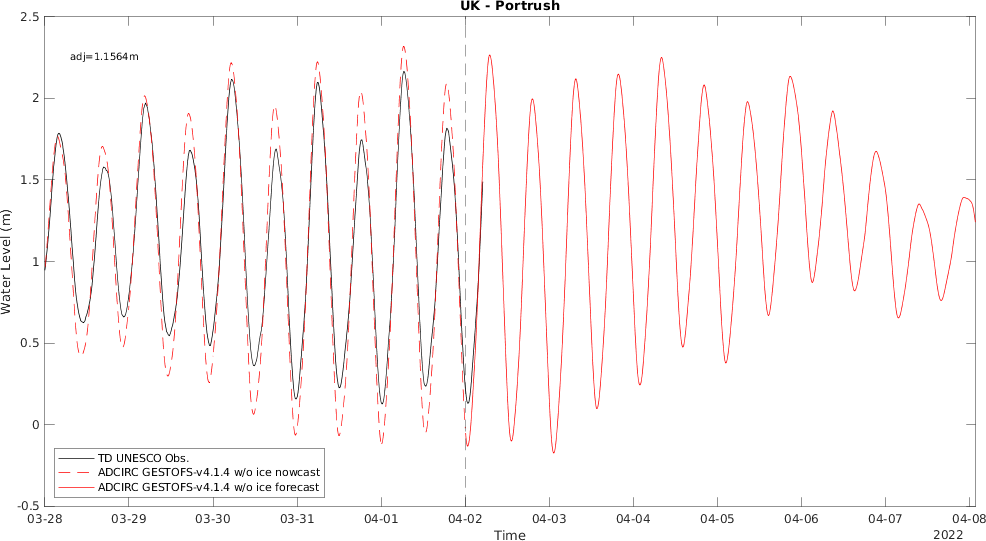 UK - Portrush
adj=1.1564m
2.5
2
1.5
1
0.5
0
-0.5
Water Level (m)
TD UNESCO Obs.
ADCIRC GESTOFS-v4.1.4 w/o ice nowcast
ADCIRC GESTOFS-v4.1.4 w/o ice forecast
03-28 03-29 03-30 03-31 04-01 04-02 04-03 04-04 04-05 04-06 04-07 04-08
Time
2022